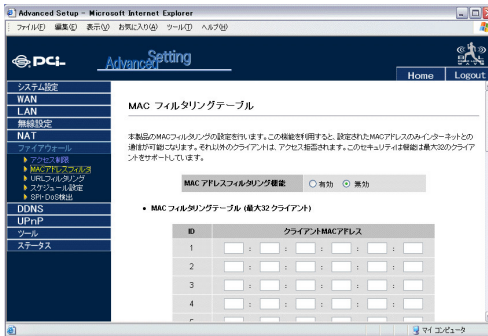 Advanced Setup - Microsoft Internet Explorer
ファイル(F) 編集(E) 表示(V) お気に入り(A) ツール(T) ヘルプ(H)
PCi
Advanced Setting
Home Logout
システム設定
WAN
LAN
無線設定
NAT
ファイアウォール
アクセス制限
MACアドレスフィルタ
URLフィルタリング
スケジュール設定
SPI・DoS検出
DDNS
UPnP
ツール
ステータス
MAC フィルタリングテーブル
本製品のMACフィルタリングの設定を行います。この機能を利用すると、設定されたMACアドレスのみインターネットとの
通信が可能になります。それ以外のクライアントは、アクセス拒否されます。このセキュリティは機能は最大32のクライア
ントをサポートしています。
MAC アドレスフィルタリング機能 有効 無効
MAC フィルタリングテーブル (最大32 クライアント)
ID クライアントMACアドレス
1 : : : : :
2 : : : : :
3 : : : : :
4 : : : : :
マイ コンピュータ